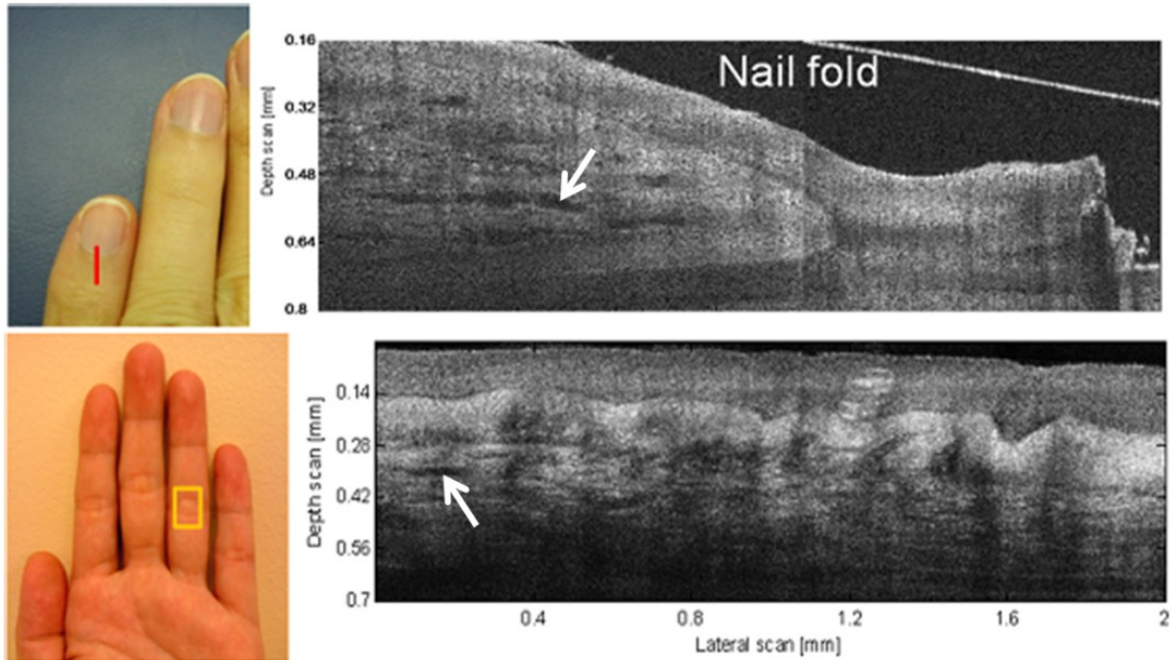 0.16
Nail fold
0.32
Depth scan [mm]
0.48
0.64
0.8
0.14
0.28
Depth scan [mm]
0.42
0.56
0.7
0.4 0.8 1.2 1.6 2
Lateral scan [mm]